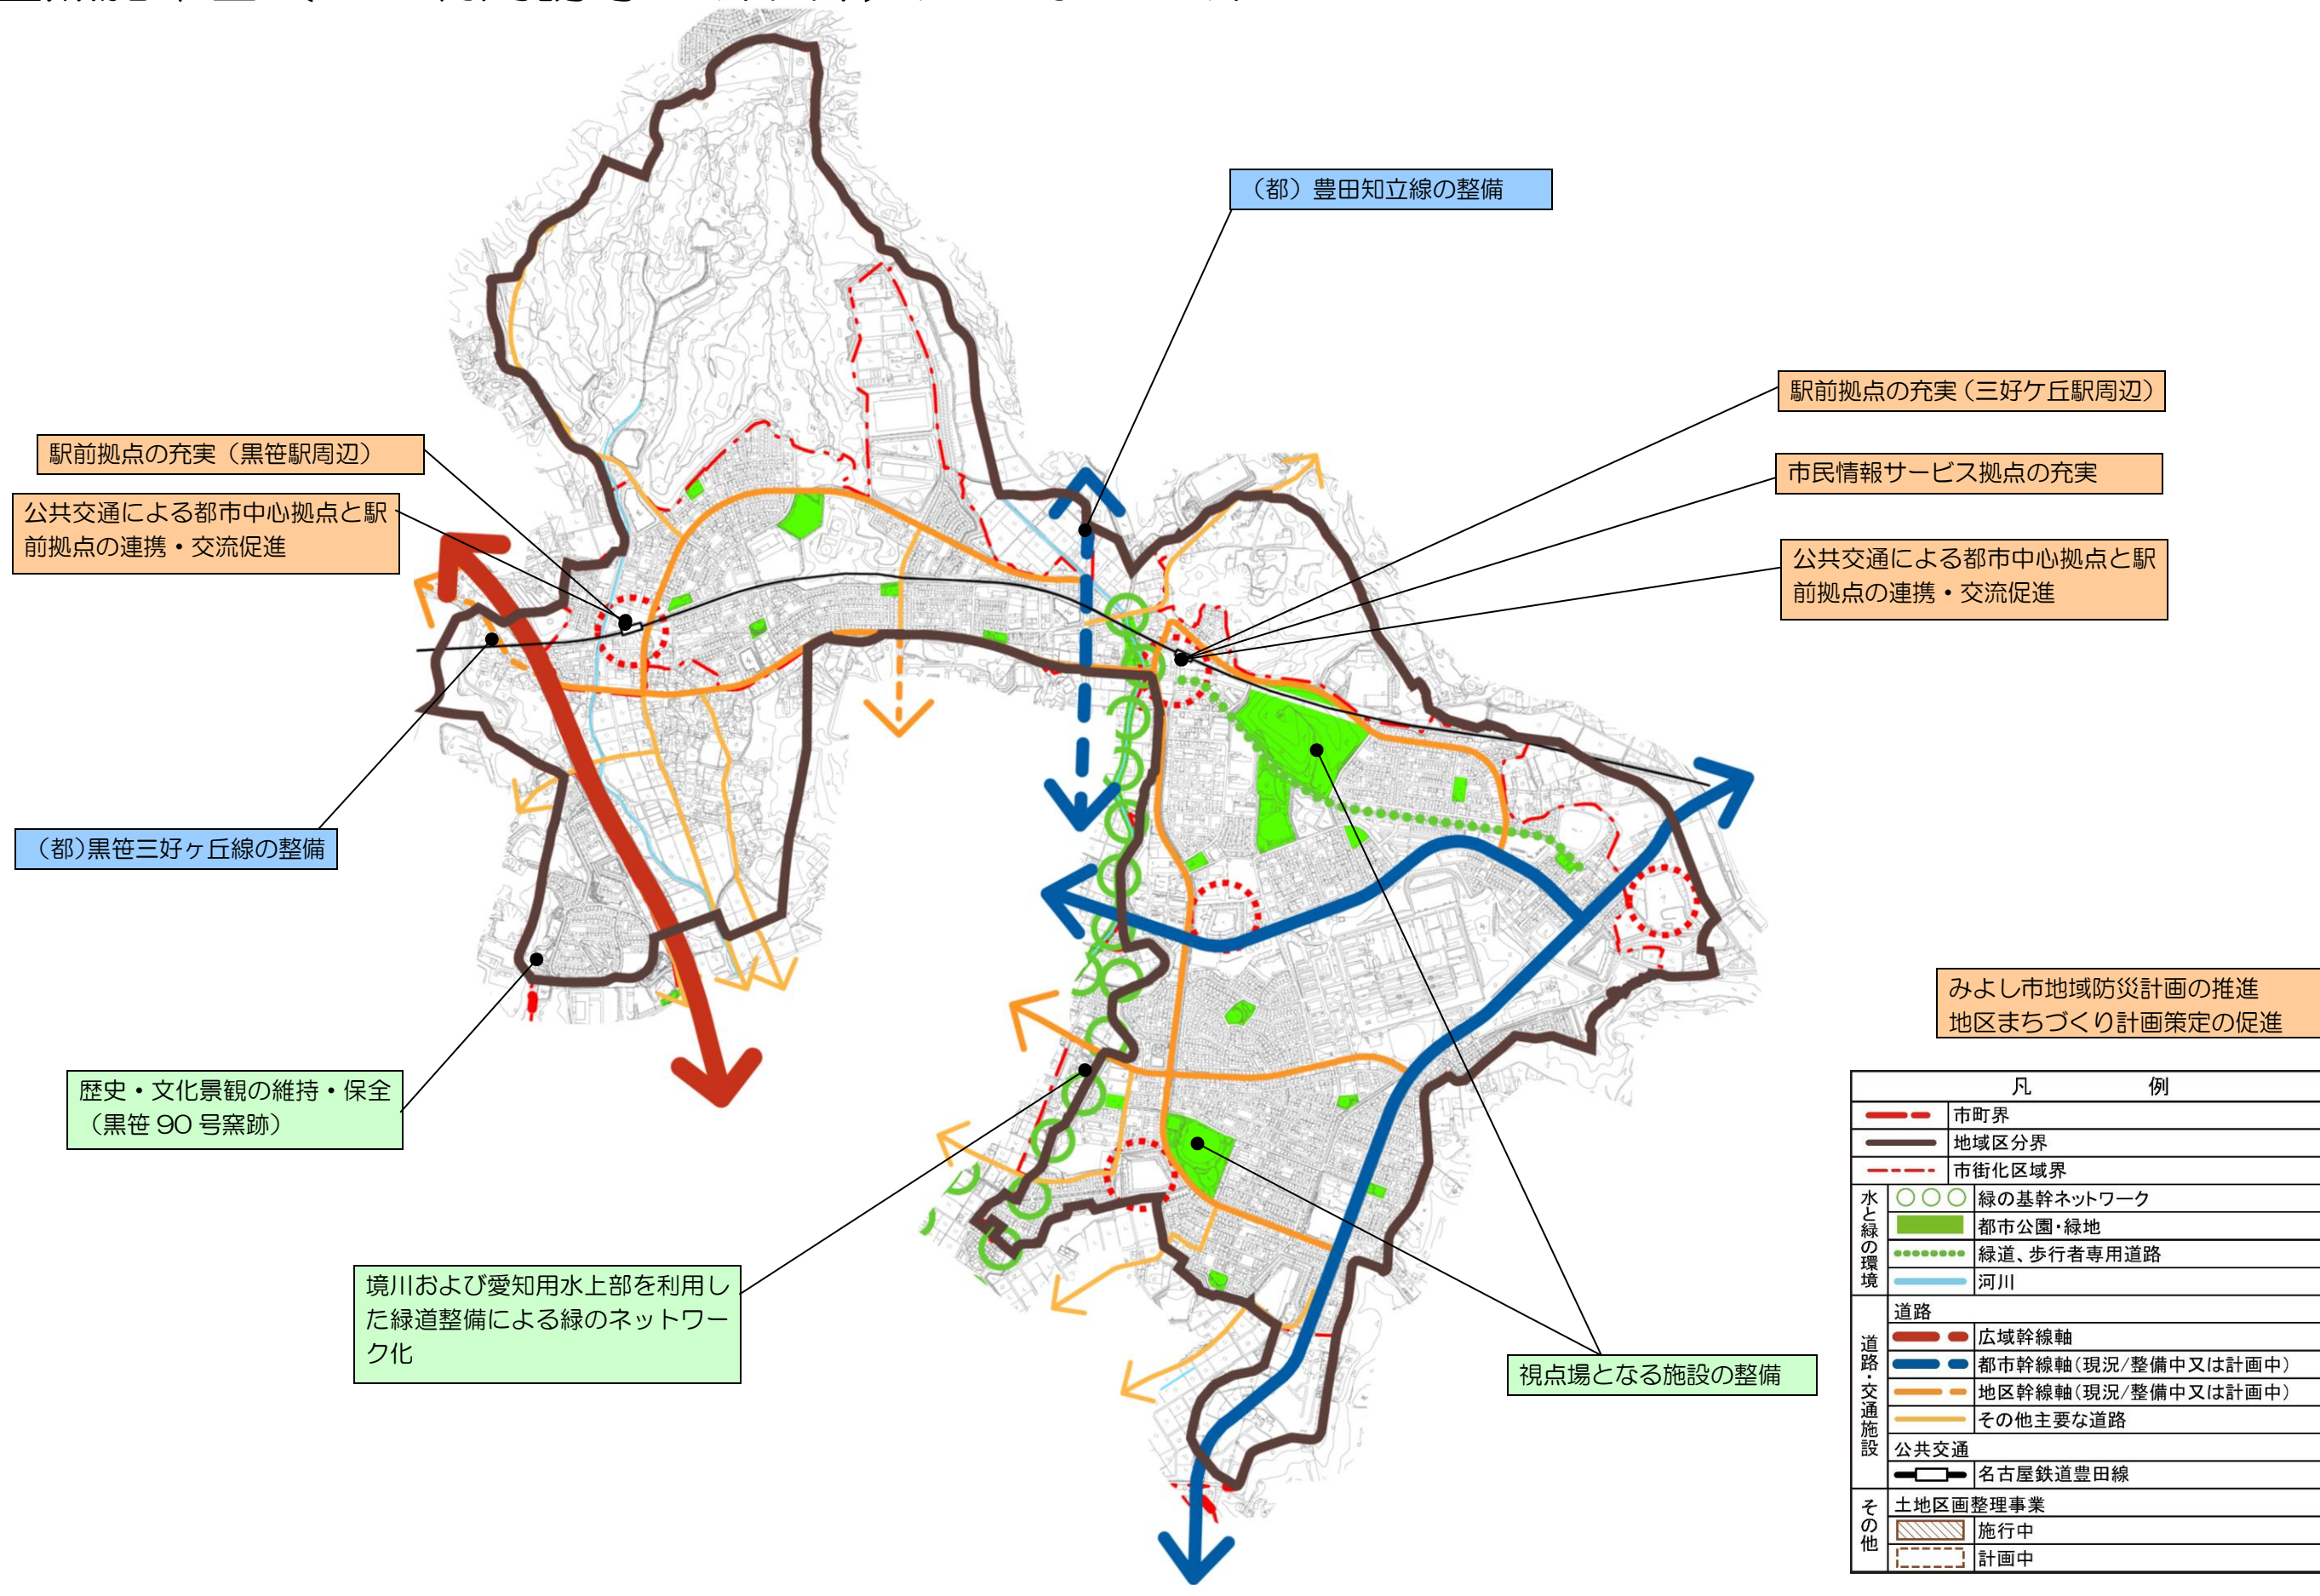 （都）豊田知立線の整備
駅前拠点の充実（三好ケ丘駅周辺）
市民情報サービス拠点の充実
公共交通による都市中心拠点と駅
前拠点の連携・交流促進
駅前拠点の充実（黒笹駅周辺）
公共交通による都市中心拠点と駅
前拠点の連携・交流促進
（都）黒笹三好ヶ丘線の整備
歴史・文化景観の維持・保全
（黒笹 90 号窯跡）
境川および愛知用水上部を利用し
た緑道整備による緑のネットワー
ク化
視点場となる施設の整備
みよし市地域防災計画の推進
地区まちづくり計画策定の促進
凡　例
市町界
地域区分界
市街化区域界
水と緑の環境
緑の基幹ネットワーク
都市公園・緑地
緑道、歩行者専用道路
河川
道路・交通施設
道路
広域幹線軸
都市幹線軸（現況/整備中又は計画中）
地区幹線軸（現況/整備中又は計画中）
その他主要な道路
公共交通
名古屋鉄道豊田線
その他
土地区画整理事業
施行中
計画中